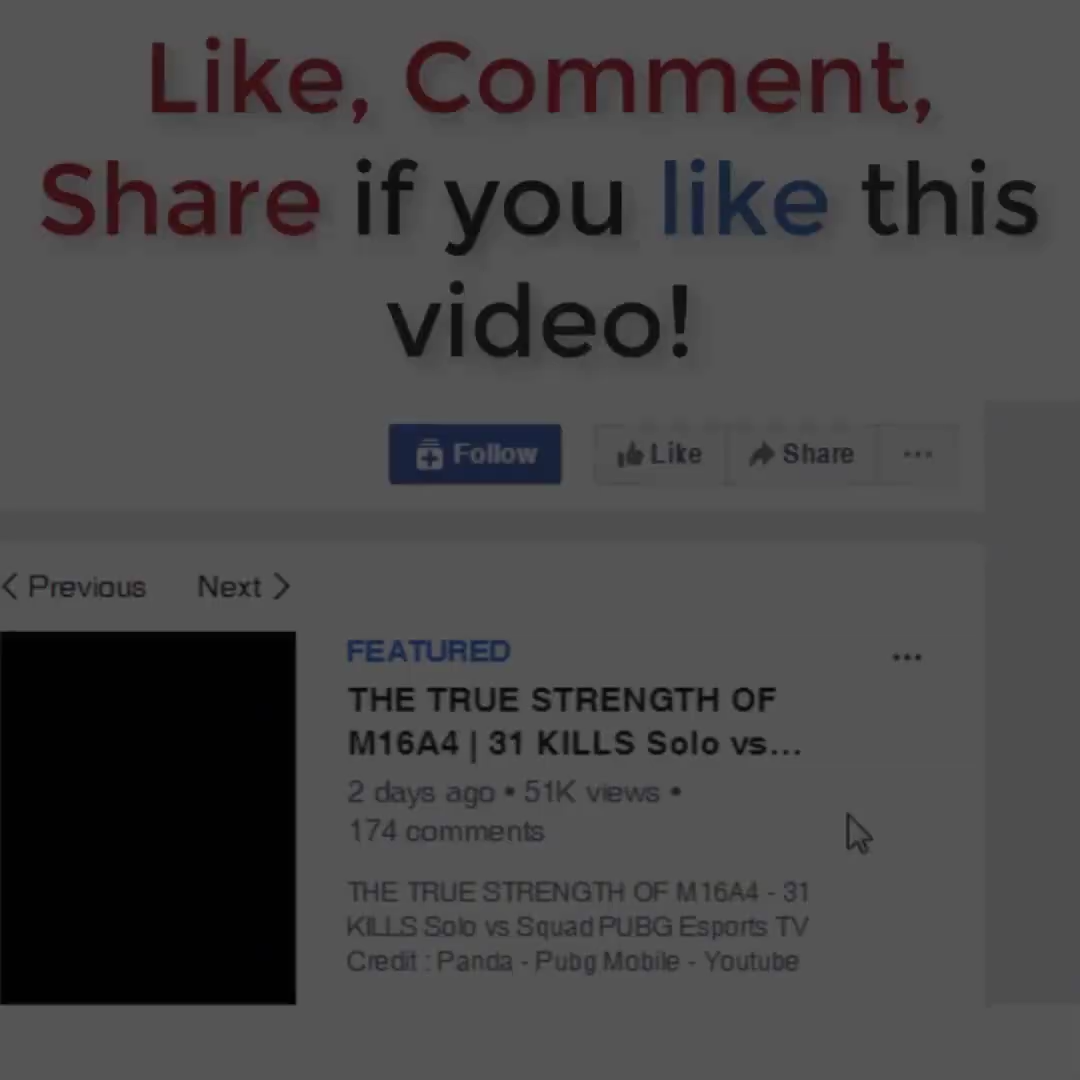 Like, Comment,
Share if you like this
video!
Follow
Like
Share
...
Previous
Next
FEATURED
...
THE TRUE STRENGTH OF
M16A4 | 31 KILLS Solo vs...
2 days ago • 51K views •
174 comments
THE TRUE STRENGTH OF M16A4 - 31
KILLS Solo vs Squad PUBG Esports TV
Credit : Panda - Pubg Mobile - Youtube